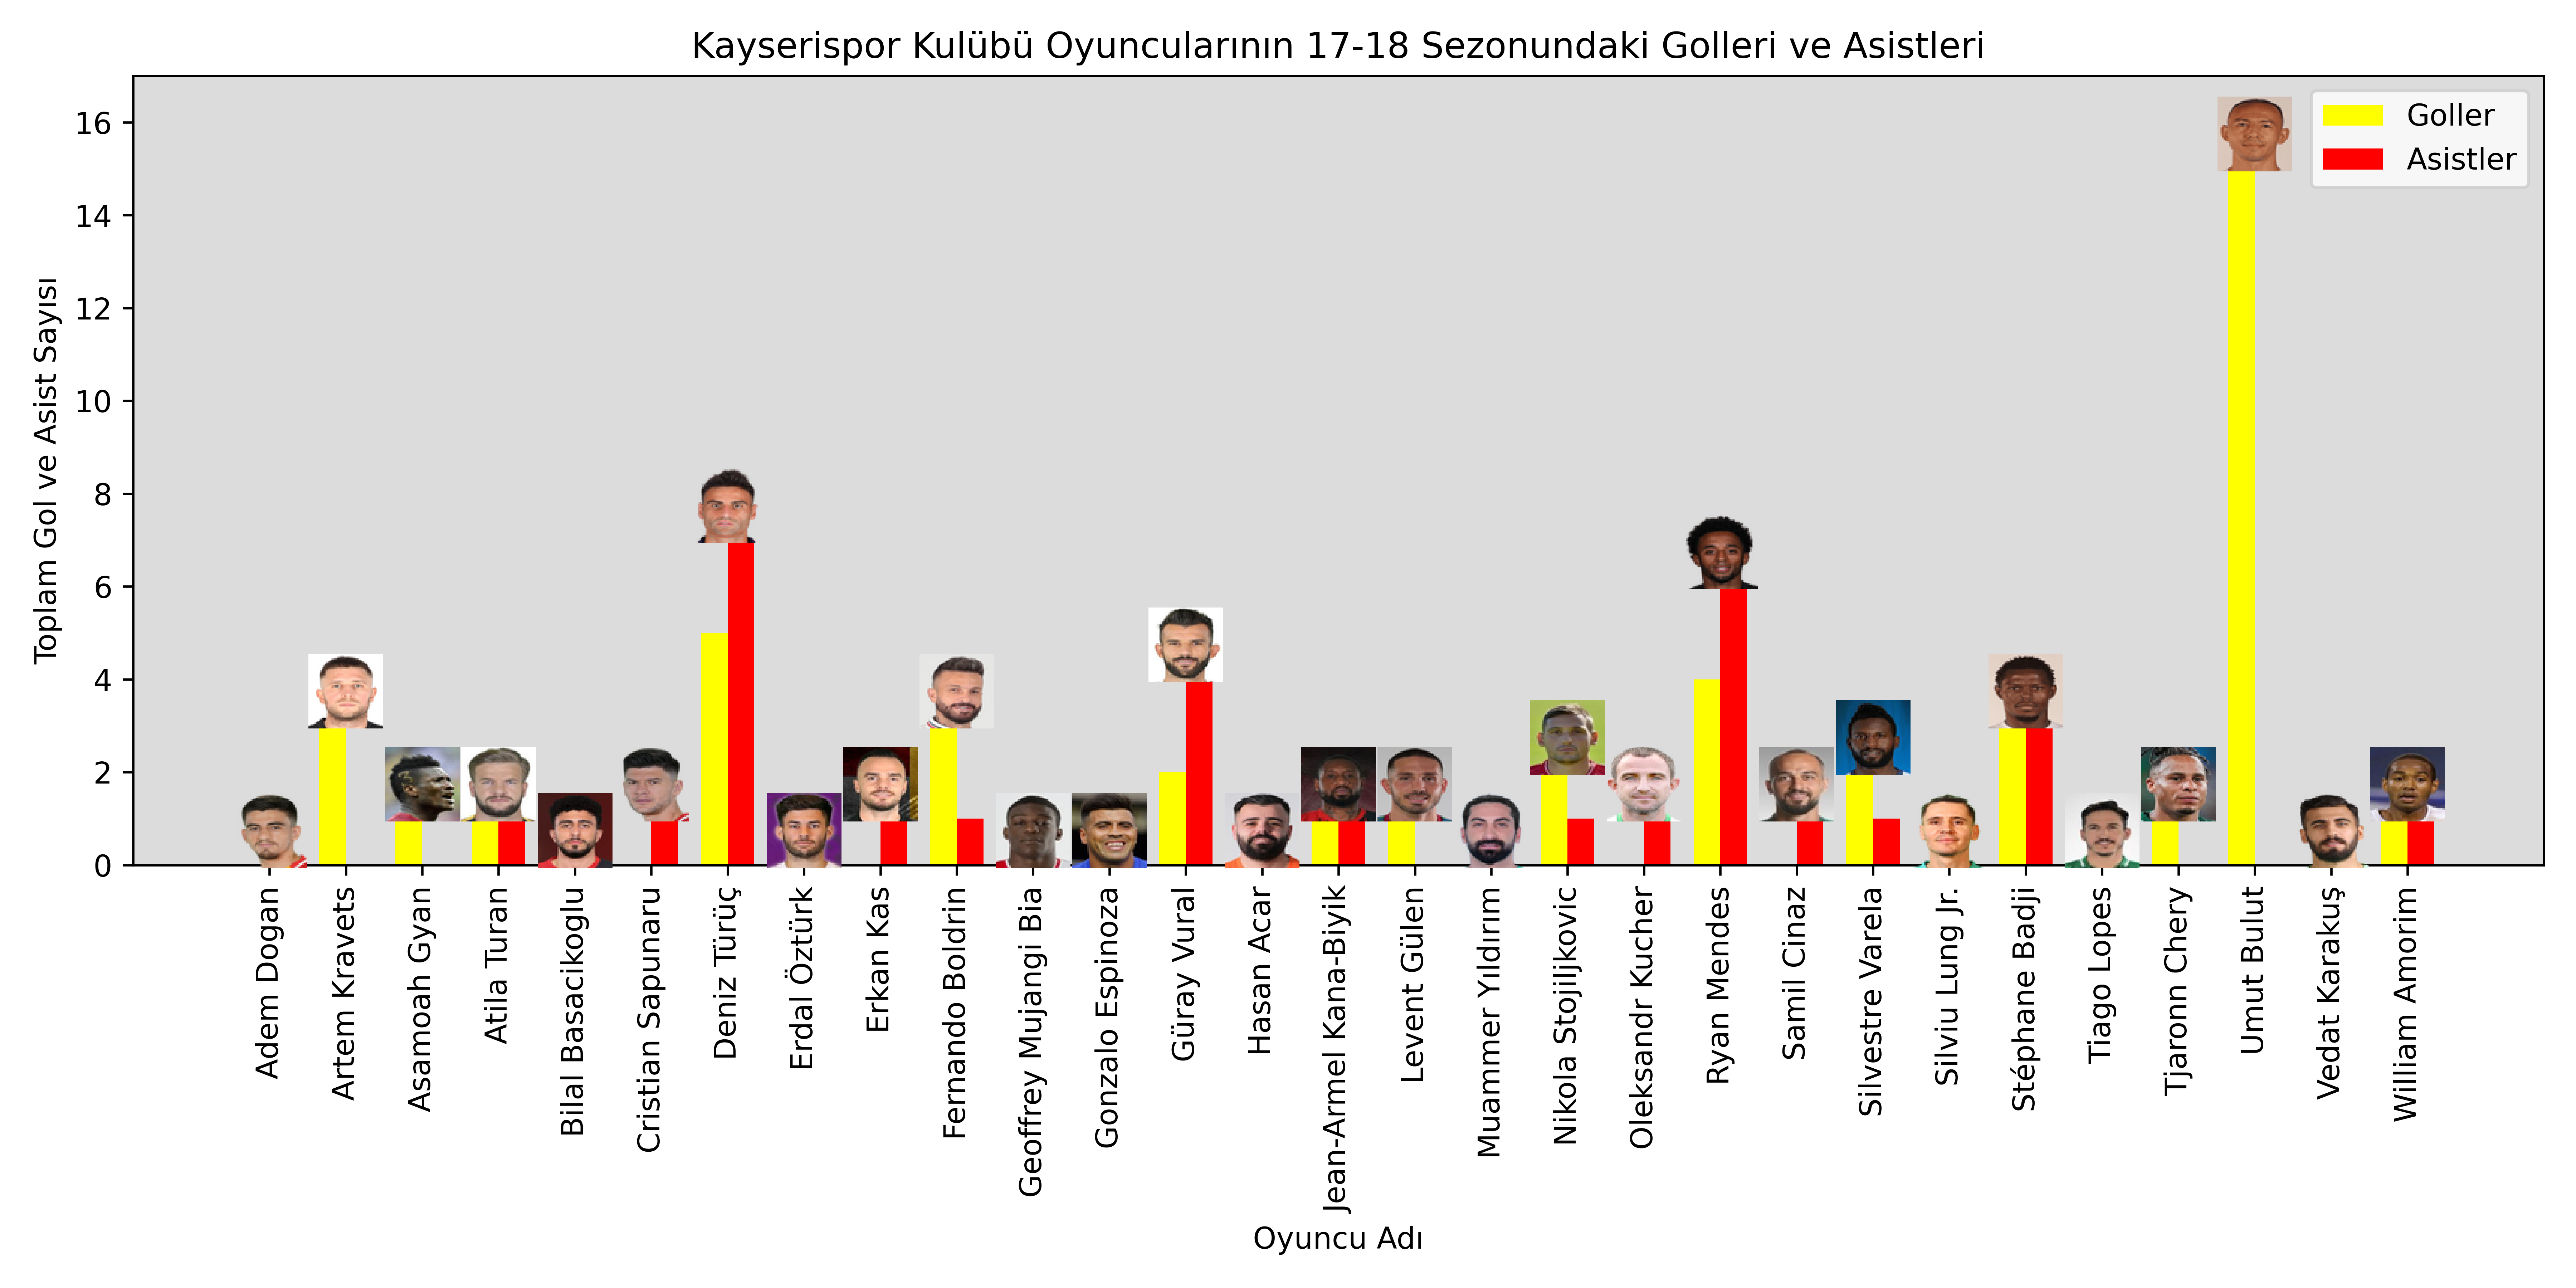 Kayserispor Kulübü Oyuncularının 17-18 Sezonundaki Golleri ve Asistleri
Goller
Asistler
Toplam Gol ve Asist Sayısı
16
14
12
10
8
6
4
2
0
Adem Dogan
Artem Kravets
Asamoah Gyan
Atila Turan
Bilal Basacikoglu
Cristian Sapunaru
Deniz Türüç
Erdal Öztürk
Erkan Kas
Fernando Boldrin
Geoffrey Mujangi Bia
Gonzalo Espinoza
Güray Vural
Hasan Acar
Jean-Armel Kana-Biyik
Levent Gülen
Muammer Yıldırım
Nikola Stojiljkovic
Oleksandr Kucher
Ryan Mendes
Samil Cinaz
Silvestre Varela
Silviu Lung Jr.
Stéphane Badji
Tiago Lopes
Tjaronn Chery
Umut Bulut
Vedat Karakuş
William Amorim
Oyuncu Adı